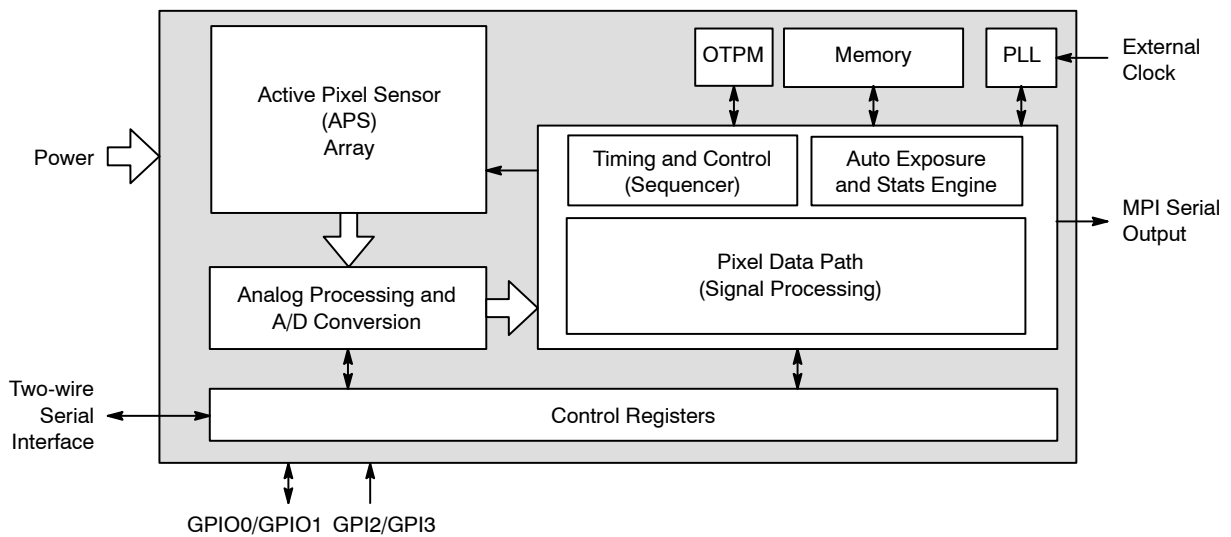 Active Pixel Sensor
(APS)
Array
OTPM
Memory
PLL
External
Clock
Power
Timing and Control
(Sequencer)
Auto Exposure
and Stats Engine
MPI Serial
Output
Pixel Data Path
(Signal Processing)
Analog Processing and
A/D Conversion
Two-wire
Serial
Interface
Control Registers
GPIO0/GPIO1 GPI2/GPI3